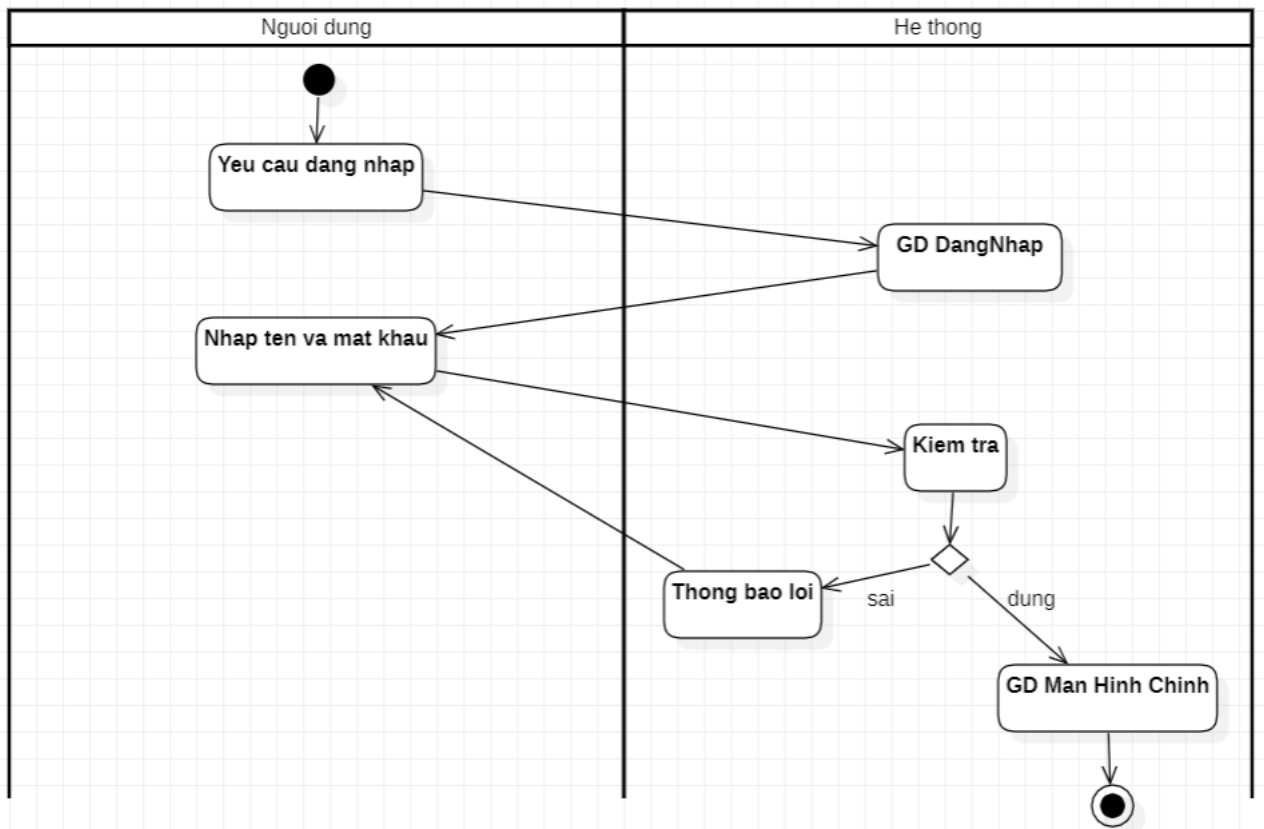 Nguoi dung
He thong
Yeu cau dang nhap
GD DangNhap
Nhap ten va mat khau
Kiem tra
Thong bao loi
sai
dung
GD Man Hinh Chinh